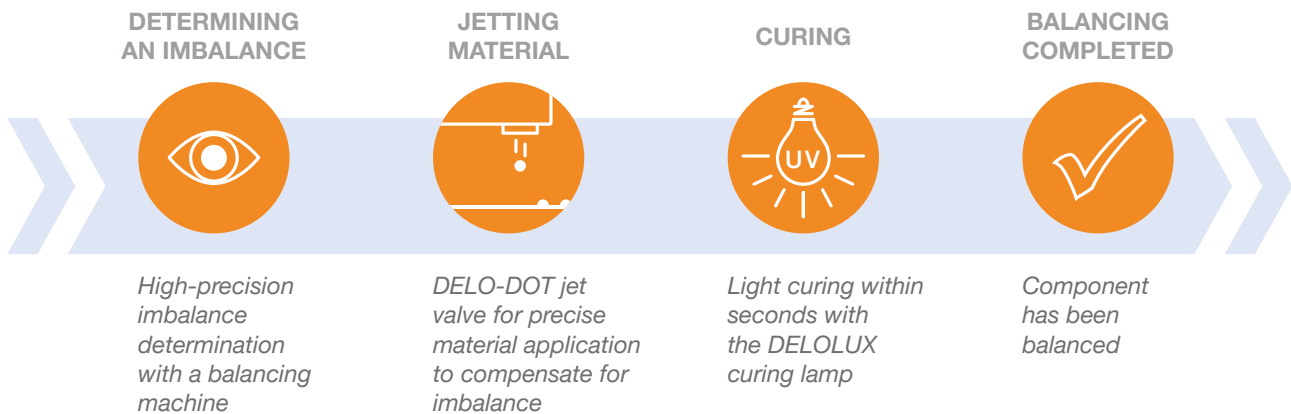 DETERMINING
AN IMBALANCE
JETTING
MATERIAL
CURING
BALANCING
COMPLETED
UV
High-precision
imbalance
determination
with a balancing
machine
DELO-DOT jet
valve for precise
material application
to compensate for
imbalance
Light curing within
seconds with
the DELOLUX
curing lamp
Component
has been
balanced